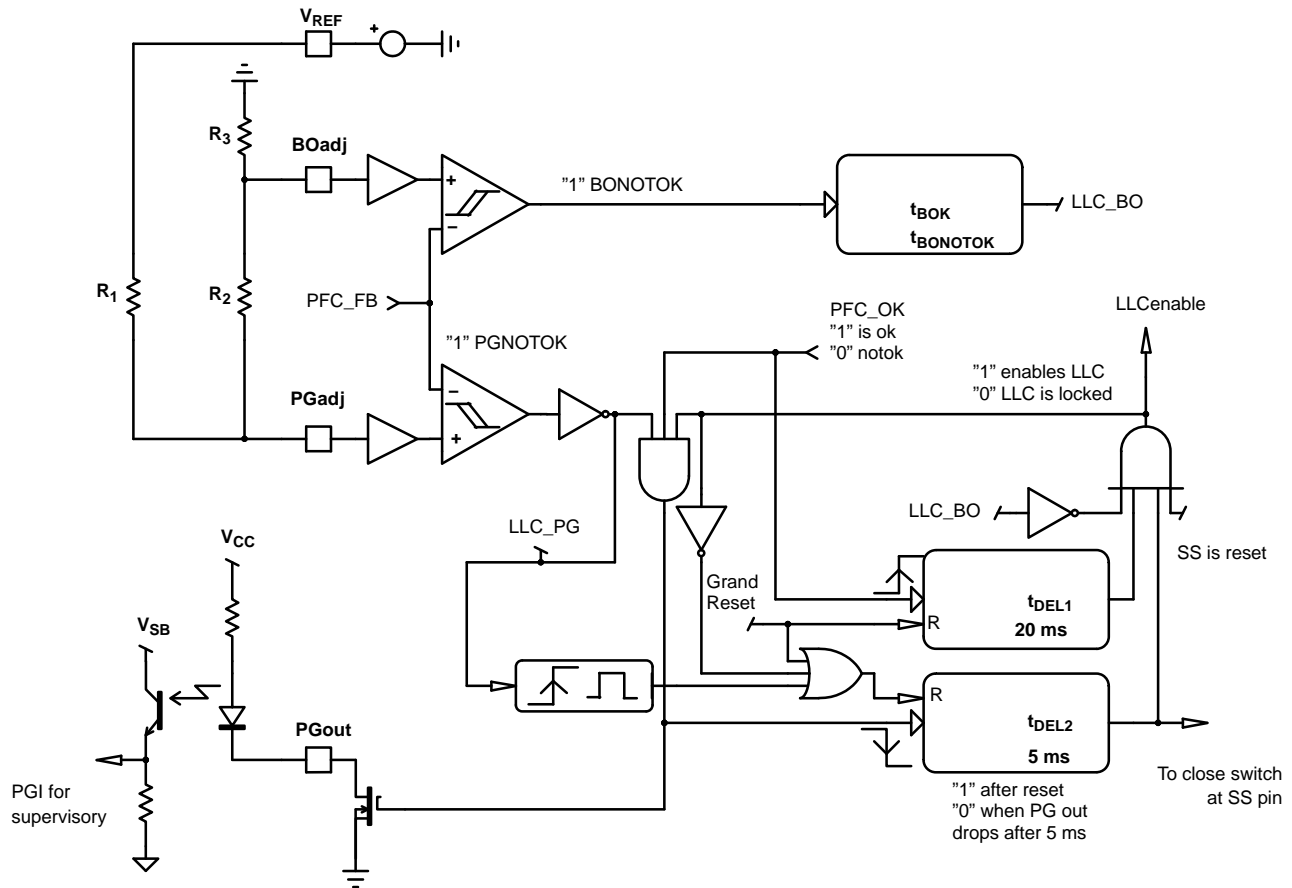 VREF
R3
BOadj
"1" BONOTOK
tBOK
tBONOTOK
LLC_BO
R1
R2
PFC_FB
PFC_OK
"1" is ok
"0" notok
LLCenable
"1" PGNOTOK
"1" enables LLC
"0" LLC is locked
PGadj
LLC_BO
LLC_PG
VCC
SS is reset
Grand
Reset
tDEL1
20 ms
R
VSB
R
tDEL2
5 ms
PGout
PGI for
supervisory
"1" after reset
"0" when PG out
drops after 5 ms
To close switch
at SS pin